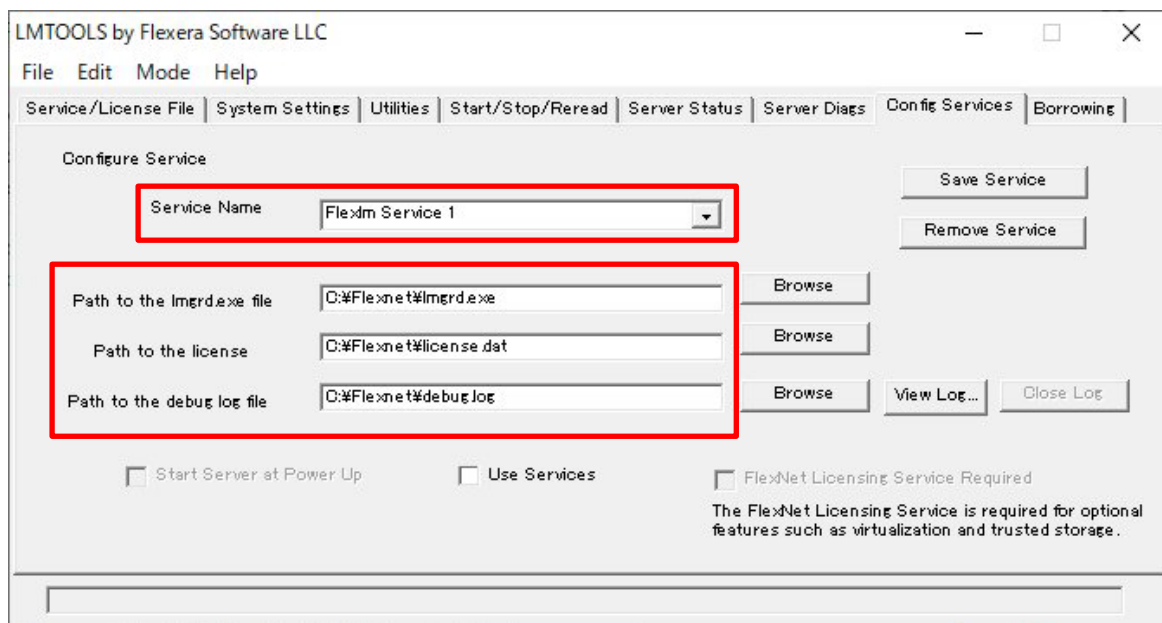 LMTOOLS by Flexera Software LLC
File Edit Mode Help
Service/License File System Settings Utilities Start/Stop/Reread Server Status Server Diags Config Services Borrowing
Configure Service
Save Service
Service Name Flexlm Service 1
Remove Service
Path to the lmgrd.exe file C:¥Flexnet¥lmgrd.exe Browse
Path to the license C:¥Flexnet¥license.dat Browse
Path to the debug log file C:¥Flexnet¥debug.log Browse View Log... Close Log
Start Server at Power Up Use Services FlexNet Licensing Service Required
The FlexNet Licensing Service is required for optional
features such as virtualization and trusted storage.